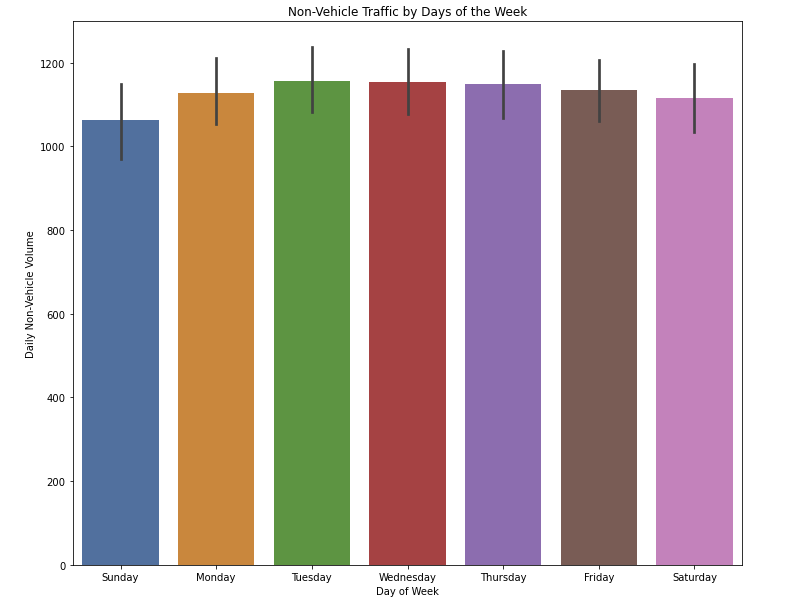 Non-Vehicle Traffic by Days of the Week
Daily Non-Vehicle Volume
1200
1000
800
600
400
200
0
Sunday Monday Tuesday Wednesday Thursday Friday Saturday
Day of Week